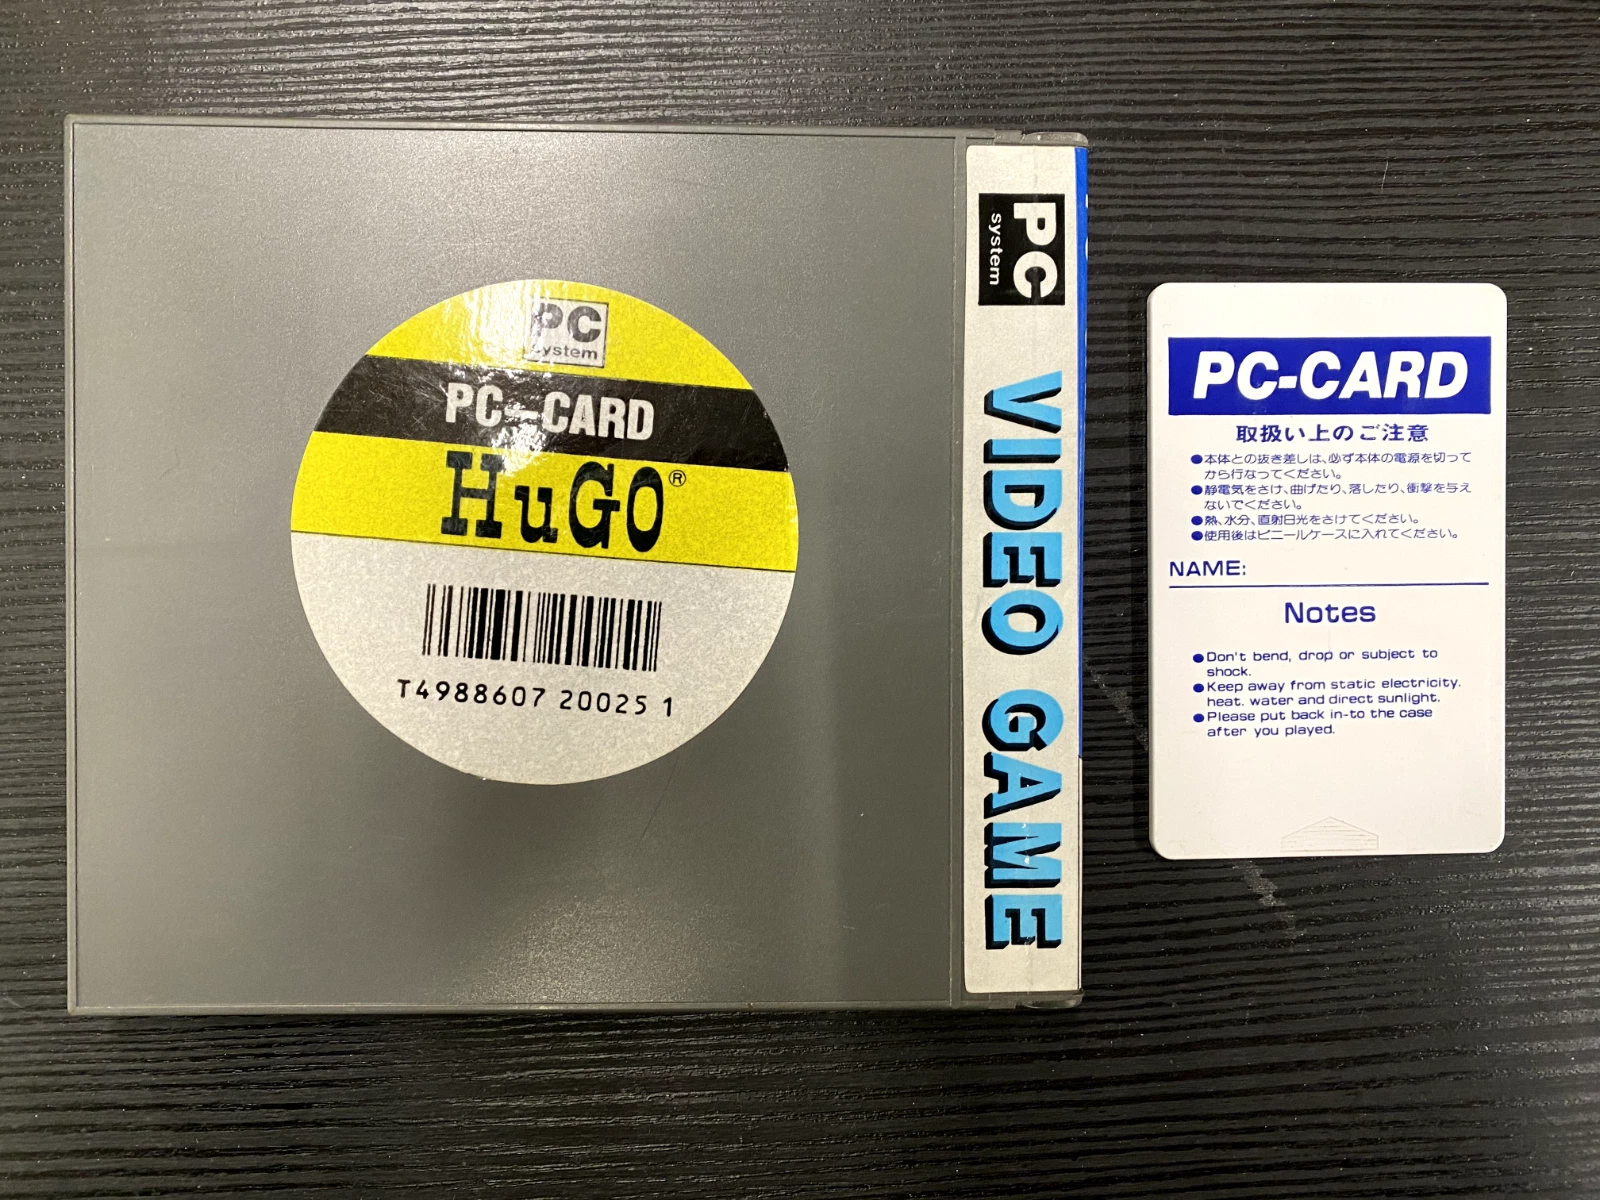 PC
system
PC-CARD
HuGO®
T4988607 20025 1
PC
system
VIDEO GAME
PC-CARD
取扱い上のご注意
●本体との抜き差しは、必ず本体の電源を切って
から行なってください。
●静電気をさけ、曲げたり、落したり、衝撃を与え
ないでください。
●熱、水分、直射日光をさけてください。
●使用後はビニールケースに入れてください。
NAME:
Notes
●Don't bend, drop or subject to
shock.
●Keep away from static electricity.
heat. water and direct sunlight.
●Please put back in-to the case
after you played.